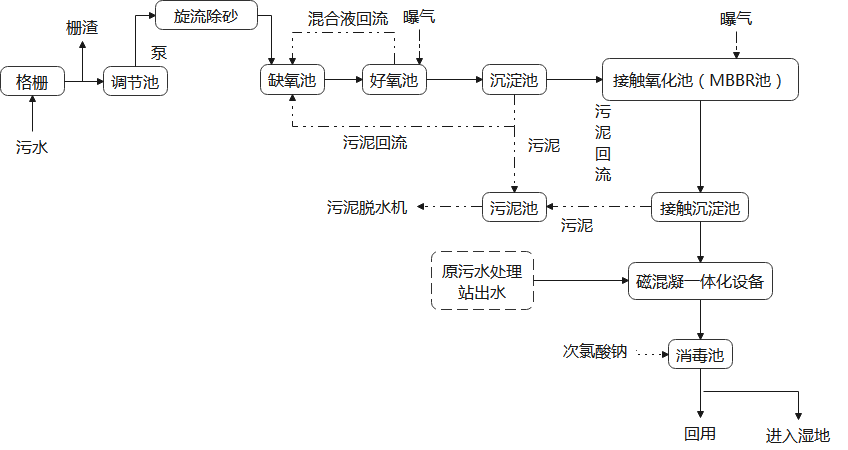 旋流除砂
混合液回流
曝气
曝气
栅渣
泵
格栅
调节池
缺氧池
好氧池
沉淀池
接触氧化池（MBBR池）
污水
污泥回流
污泥
污泥回流
污泥脱水机
污泥池
污泥
接触沉淀池
原污水处理
站出水
磁混凝一体化设备
次氯酸钠
消毒池
回用
进入湿地